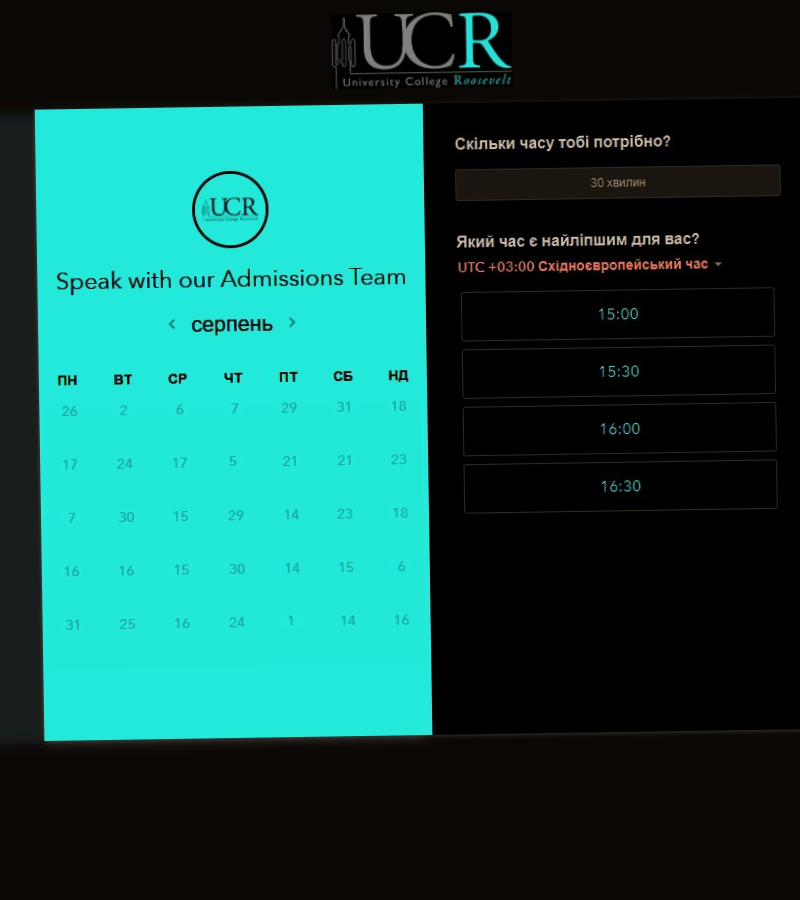 UCR
University College Roosevelt
UCR
Speak with our Admissions Team
серпень
ПН ВТ СР ЧТ ПТ СБ НД
26 2 6 7 29 31 18
17 24 17 5 21 21 23
7 30 15 29 14 23 18
16 16 15 30 14 15 6
31 25 16 24 1 14 16
Скільки часу тобі потрібно?
30 хвилин
Який час є найліпшим для вас?
UTC +03:00 Східноєвропейський час
15:00
15:30
16:00
16:30